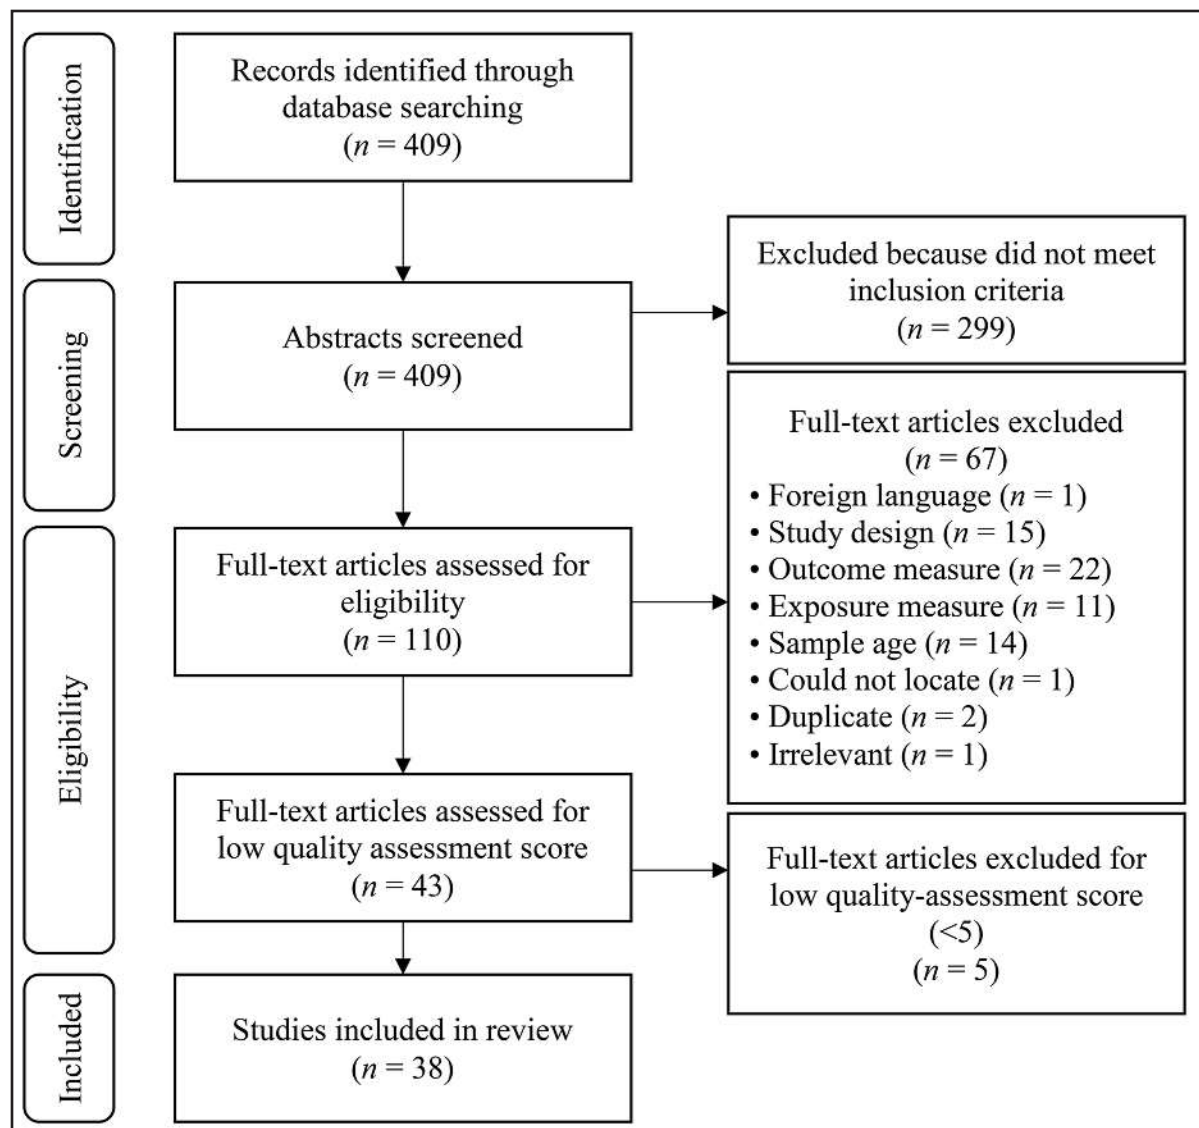 Identification
Records identified through
database searching
(n = 409)
Screening
Abstracts screened
(n = 409)
Excluded because did not meet
inclusion criteria
(n = 299)
Eligibility
Full-text articles assessed for
eligibility
(n = 110)
Full-text articles excluded
(n = 67)
• Foreign language (n = 1)
• Study design (n = 15)
• Outcome measure (n = 22)
• Exposure measure (n = 11)
• Sample age (n = 14)
• Could not locate (n = 1)
• Duplicate (n = 2)
• Irrelevant (n = 1)
Full-text articles assessed for
low quality assessment score
(n = 43)
Full-text articles excluded for
low quality-assessment score
(<5)
(n = 5)
Included
Studies included in review
(n = 38)